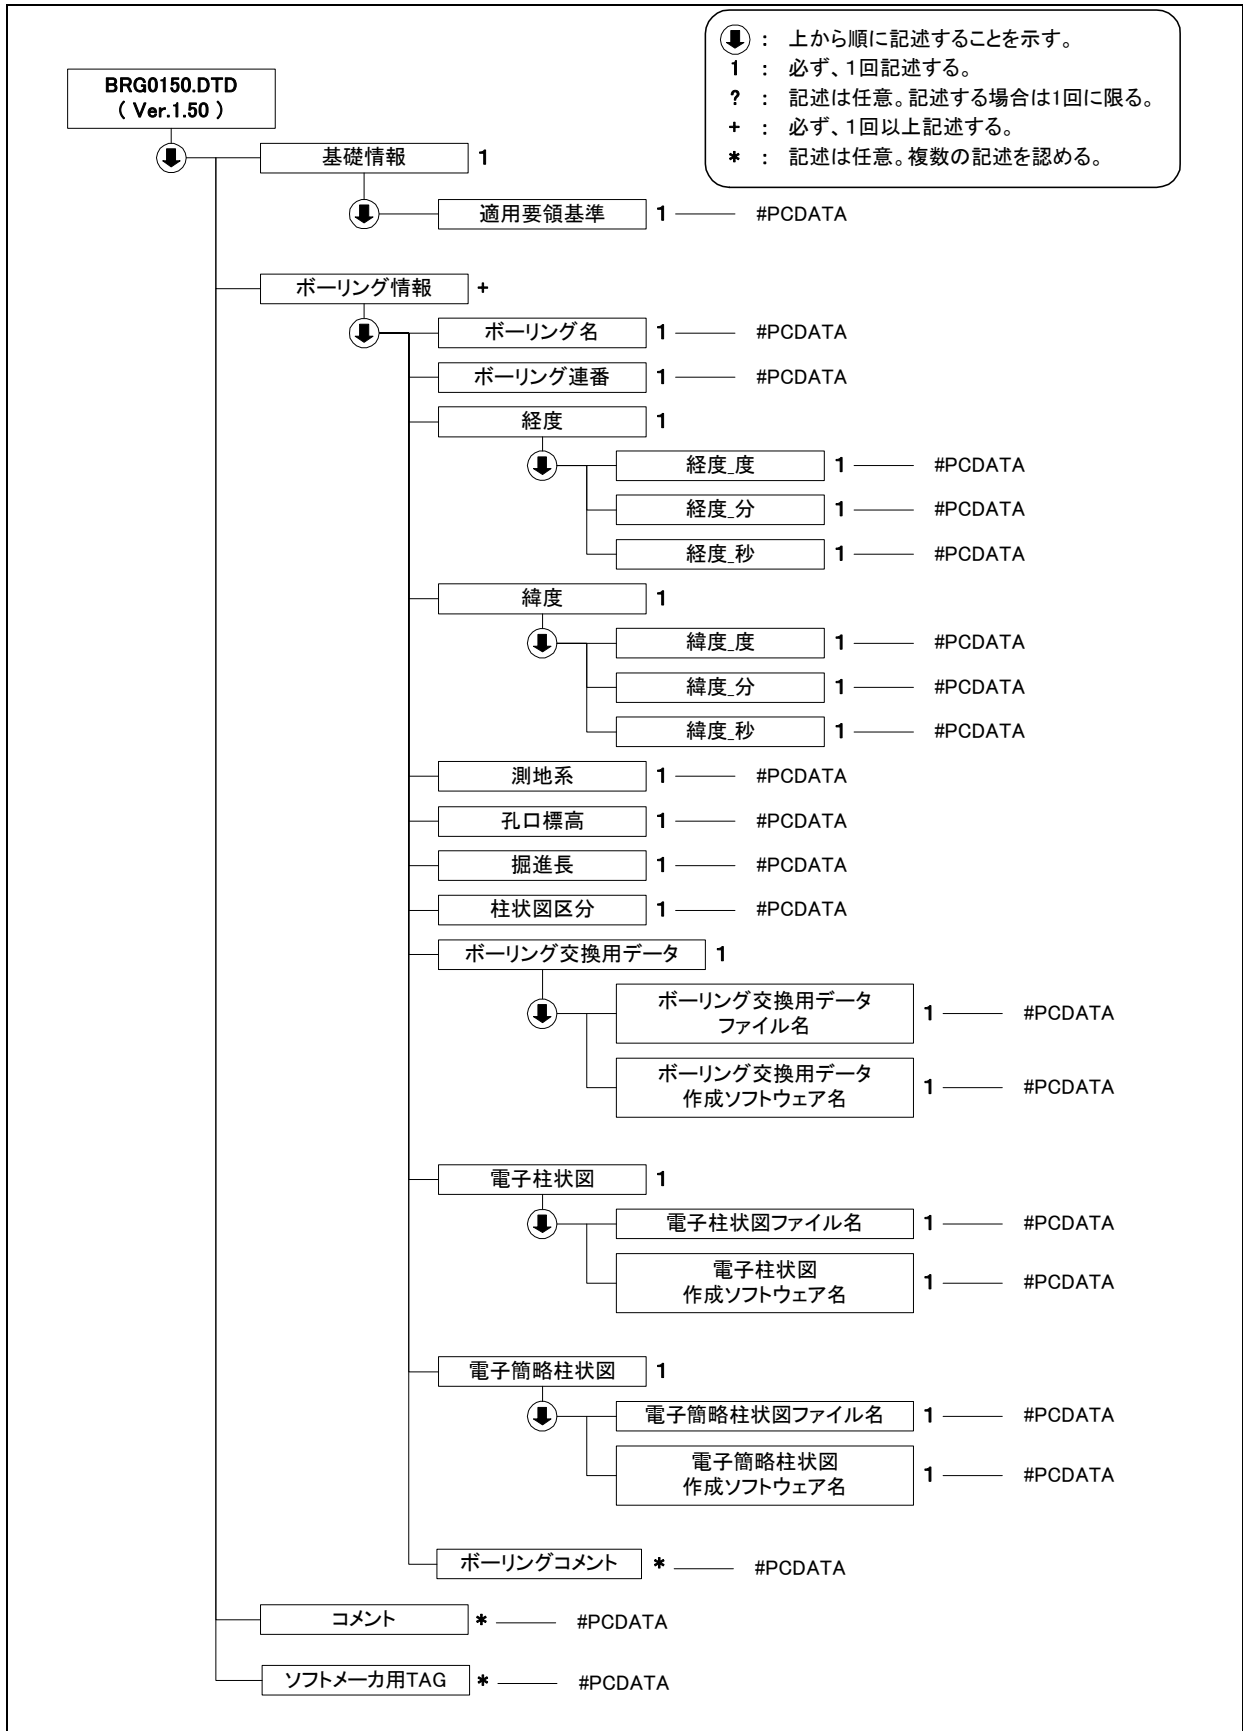 : 上から順に記述することを示す。
1 : 必ず、1回記述する。
? : 記述は任意。記述する場合は1回に限る。
+ : 必ず、1回以上記述する。
* : 記述は任意。複数の記述を認める。
BRG0150.DTD
( Ver.1.50 )
基礎情報 1
適用要領基準 1 #PCDATA
ボーリング情報 +
ボーリング名 1 #PCDATA
ボーリング連番 1 #PCDATA
経度 1
経度_度 1 #PCDATA
経度_分 1 #PCDATA
経度_秒 1 #PCDATA
緯度 1
緯度_度 1 #PCDATA
緯度_分 1 #PCDATA
緯度_秒 1 #PCDATA
測地系 1 #PCDATA
孔口標高 1 #PCDATA
掘進長 1 #PCDATA
柱状図区分 1 #PCDATA
ボーリング交換用データ 1
ボーリング交換用データ
ファイル名 1 #PCDATA
ボーリング交換用データ
作成ソフトウェア名 1 #PCDATA
電子柱状図 1
電子柱状図ファイル名 1 #PCDATA
電子柱状図
作成ソフトウェア名 1 #PCDATA
電子簡略柱状図 1
電子簡略柱状図ファイル名 1 #PCDATA
電子簡略柱状図
作成ソフトウェア名 1 #PCDATA
ボーリングコメント * #PCDATA
コメント * #PCDATA
ソフトメーカ用TAG * #PCDATA